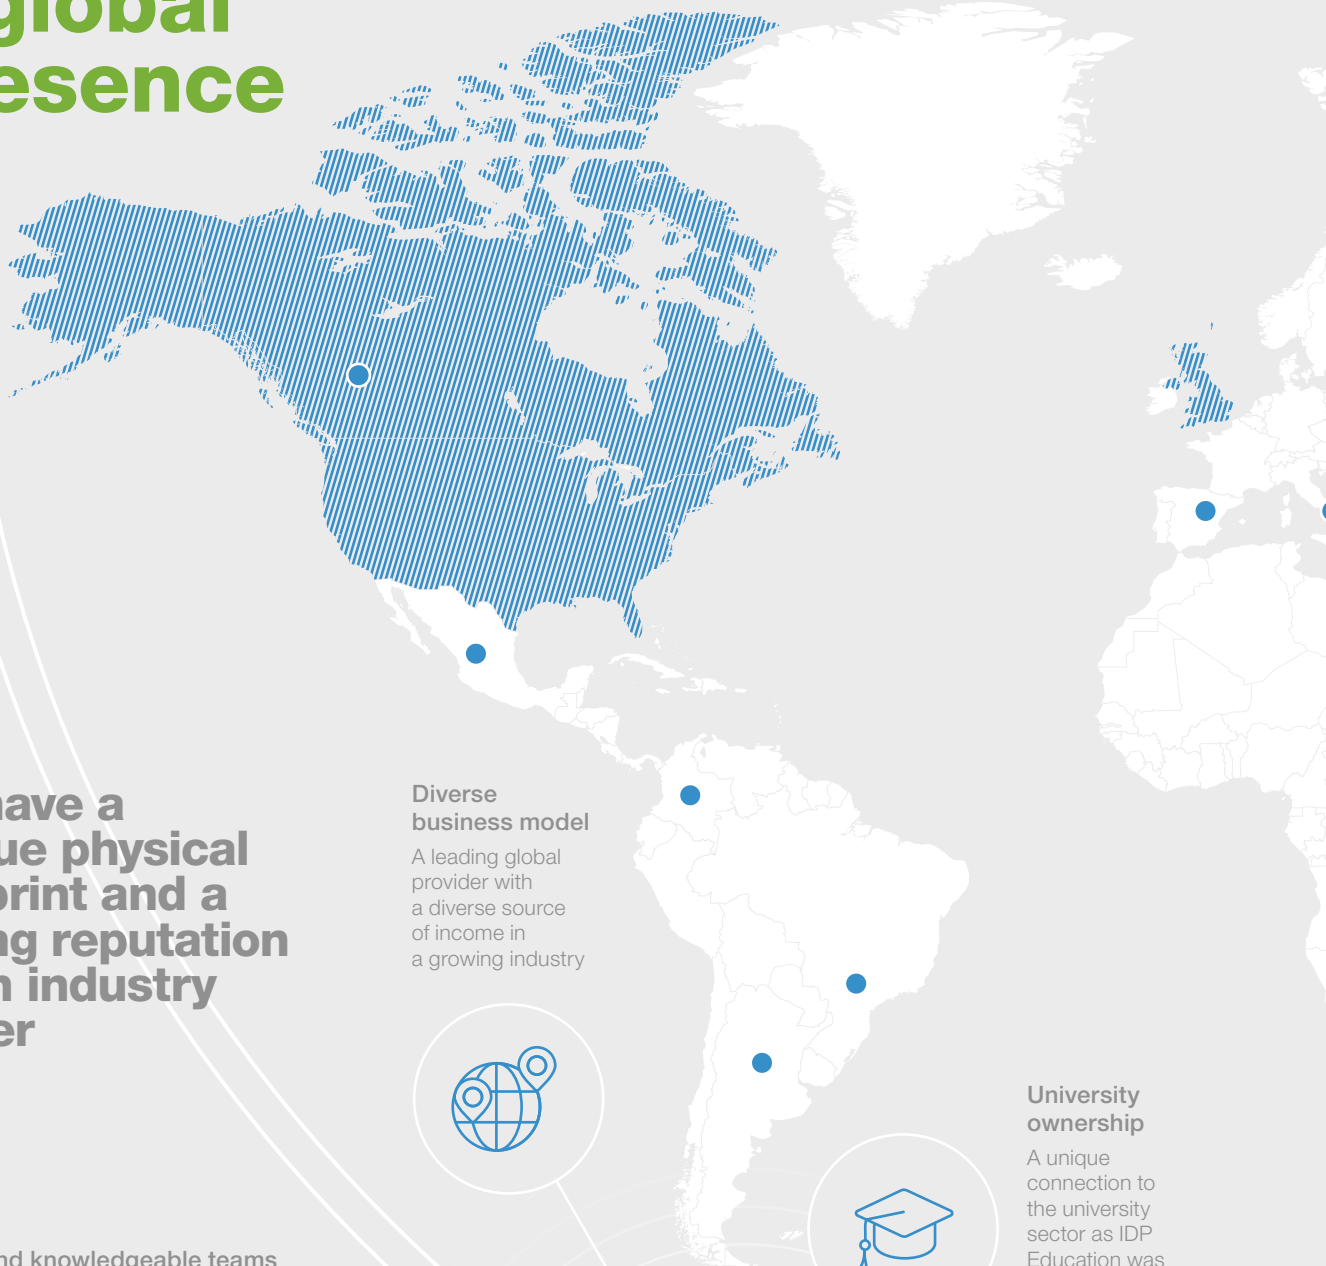 global
esence
have a
ue physical
print and a
ng reputation
n industry
er
nd knowledgeable teams
Diverse
business model
A leading global
provider with
a diverse source
of income in
a growing industry
University
ownership
A unique
connection to
the university
sector as IDP
Education was